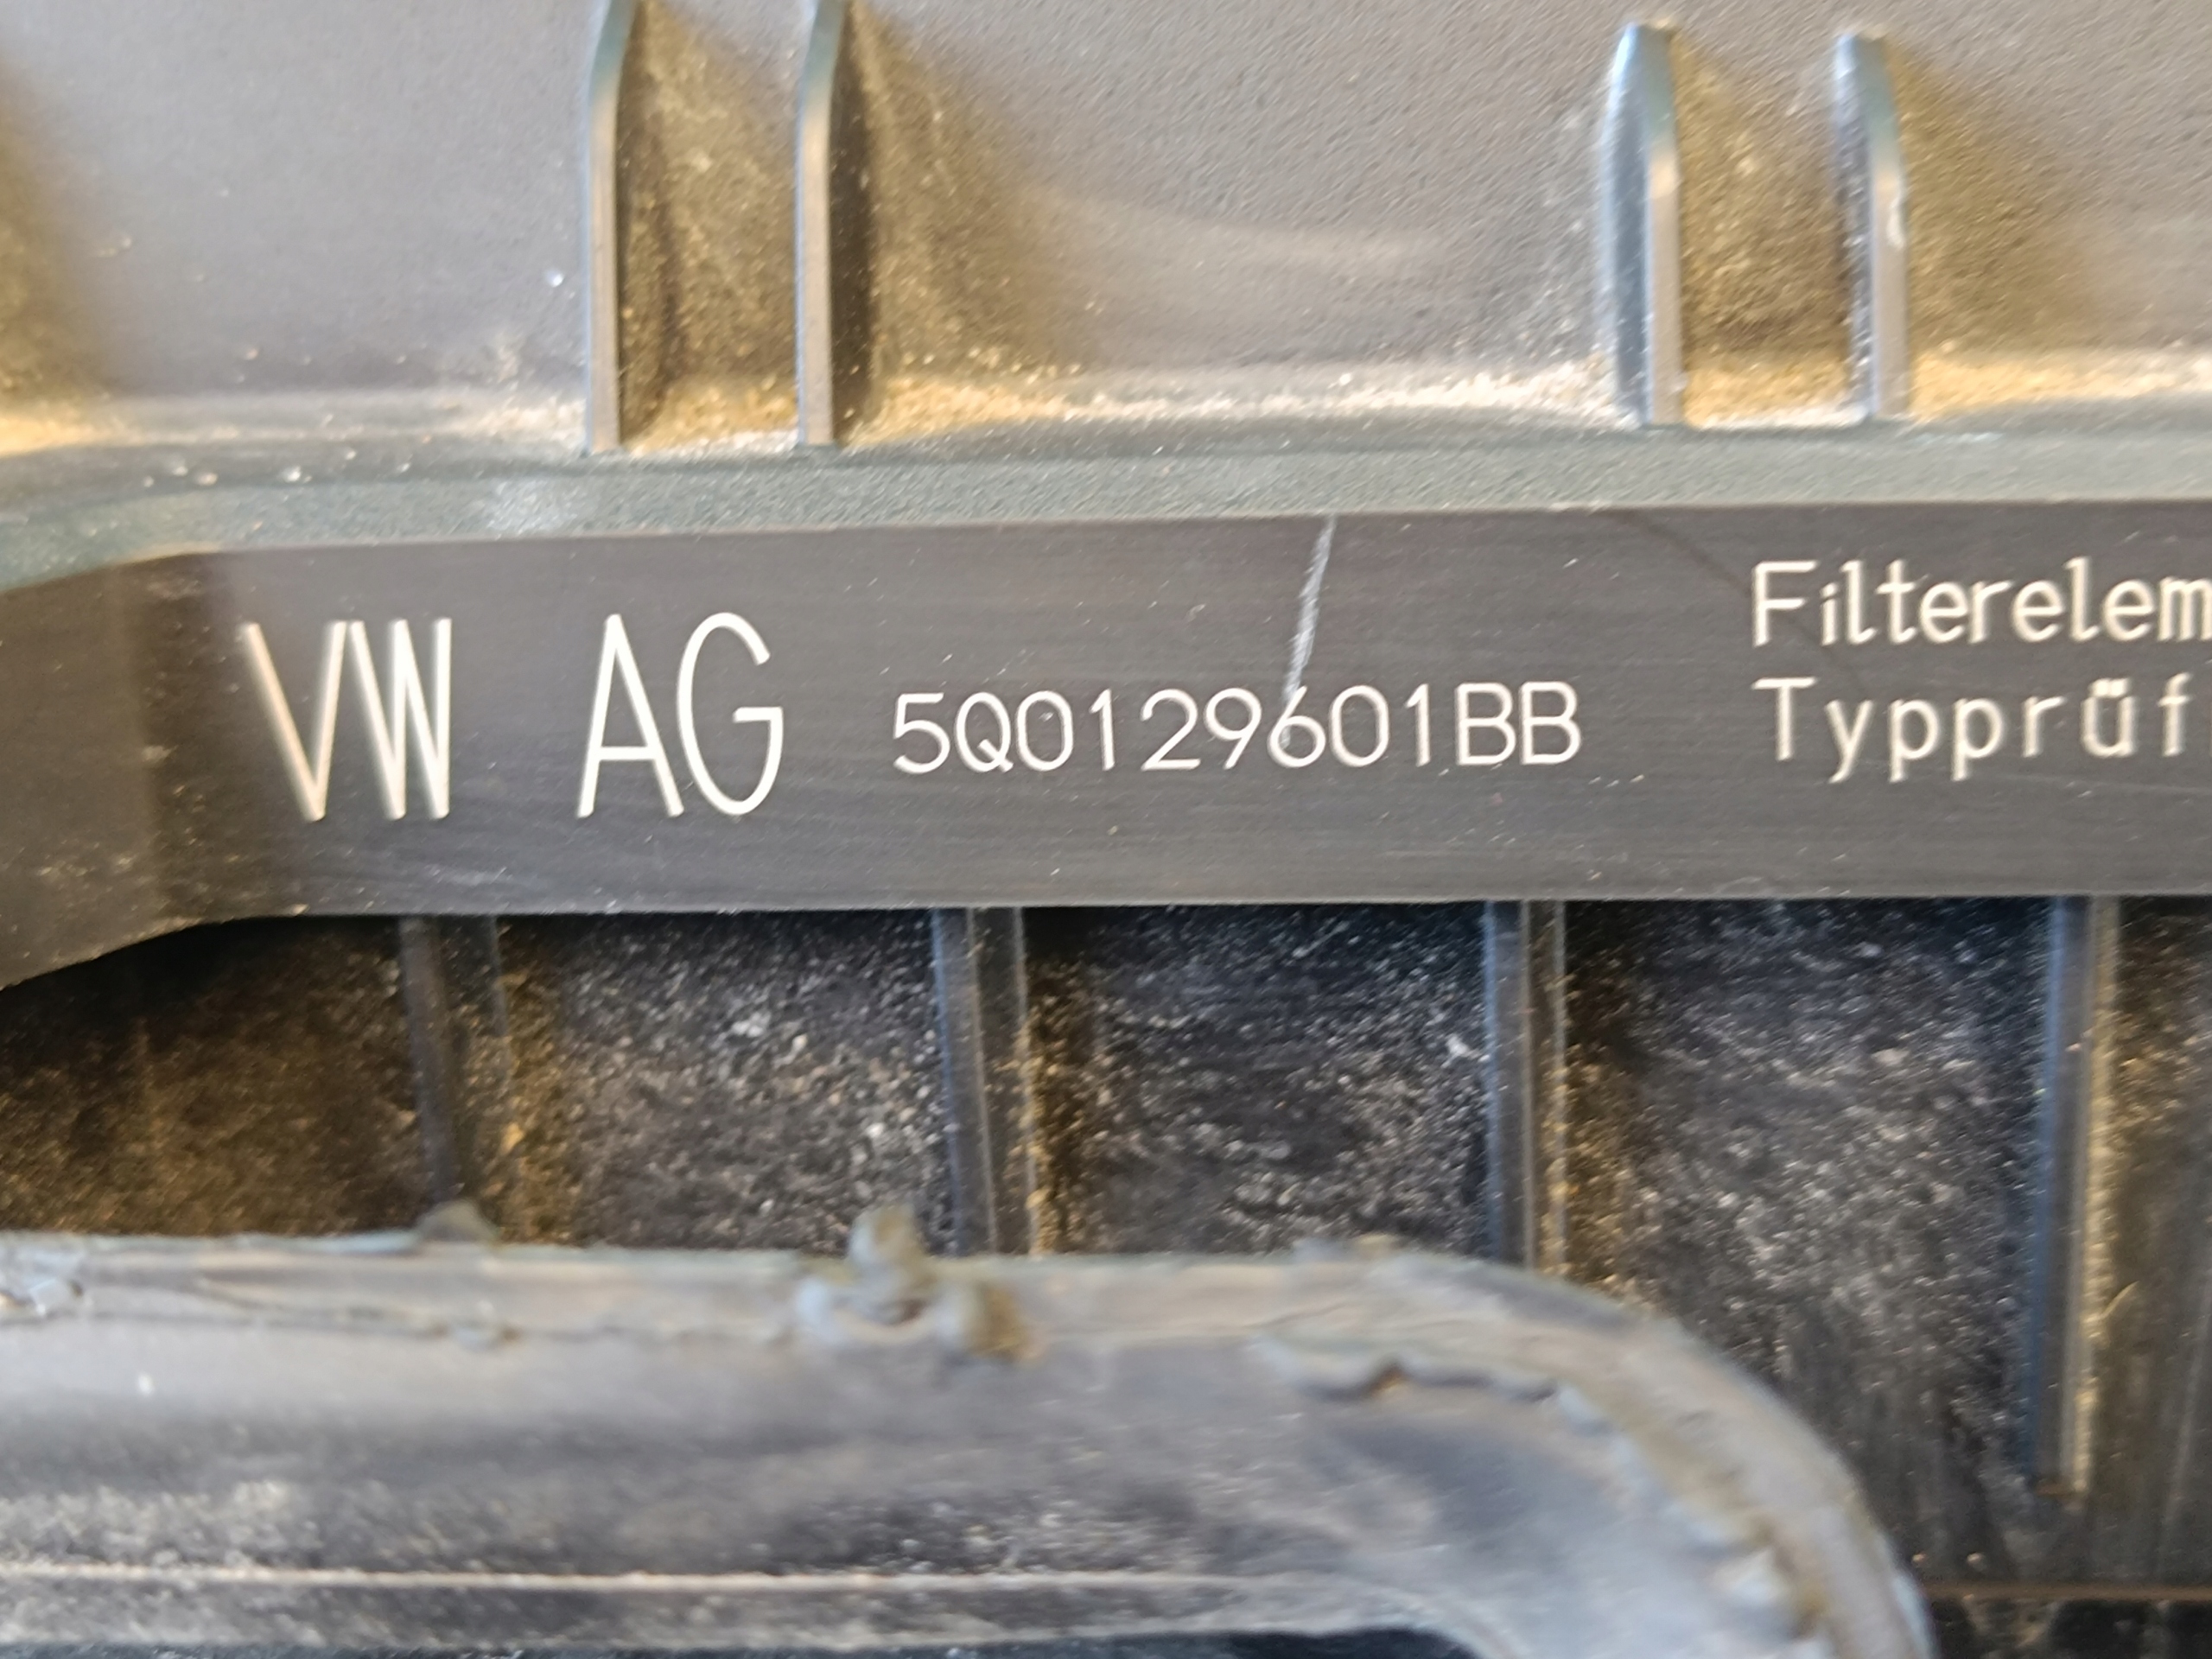 VW AG 5Q0129601BB
Filterelem
Typprüf